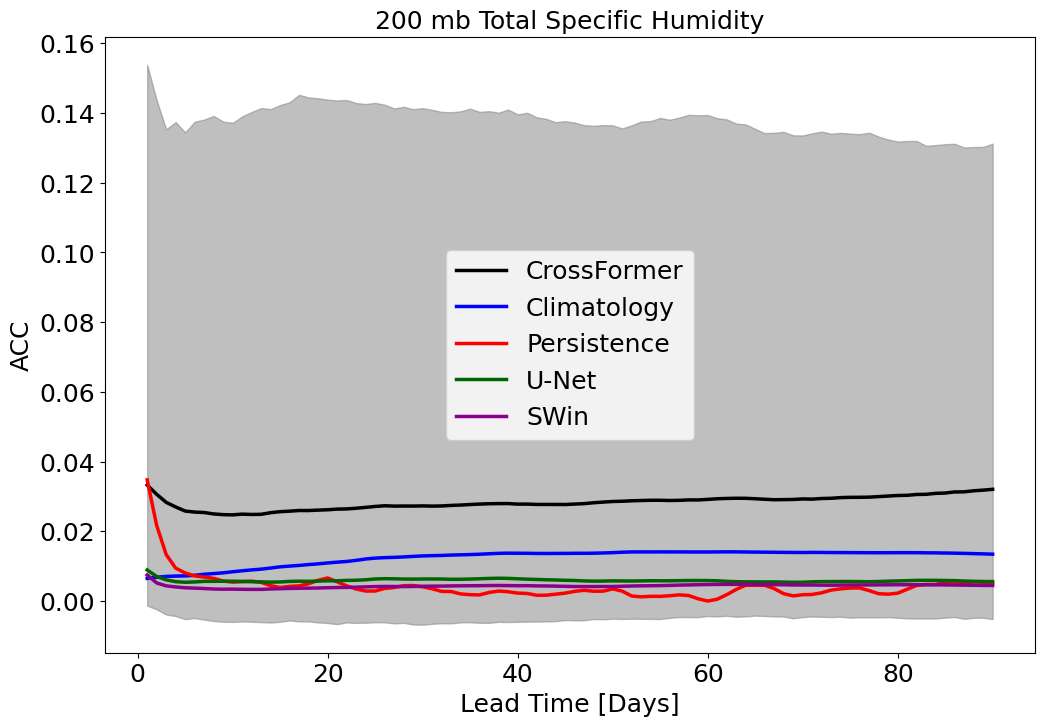 200 mb Total Specific Humidity
0.16
0.14
0.12
0.10
0.08
0.06
0.04
0.02
0.00
ACC
CrossFormer
Climatology
Persistence
U-Net
SWin
0 20 40 60 80
Lead Time [Days]